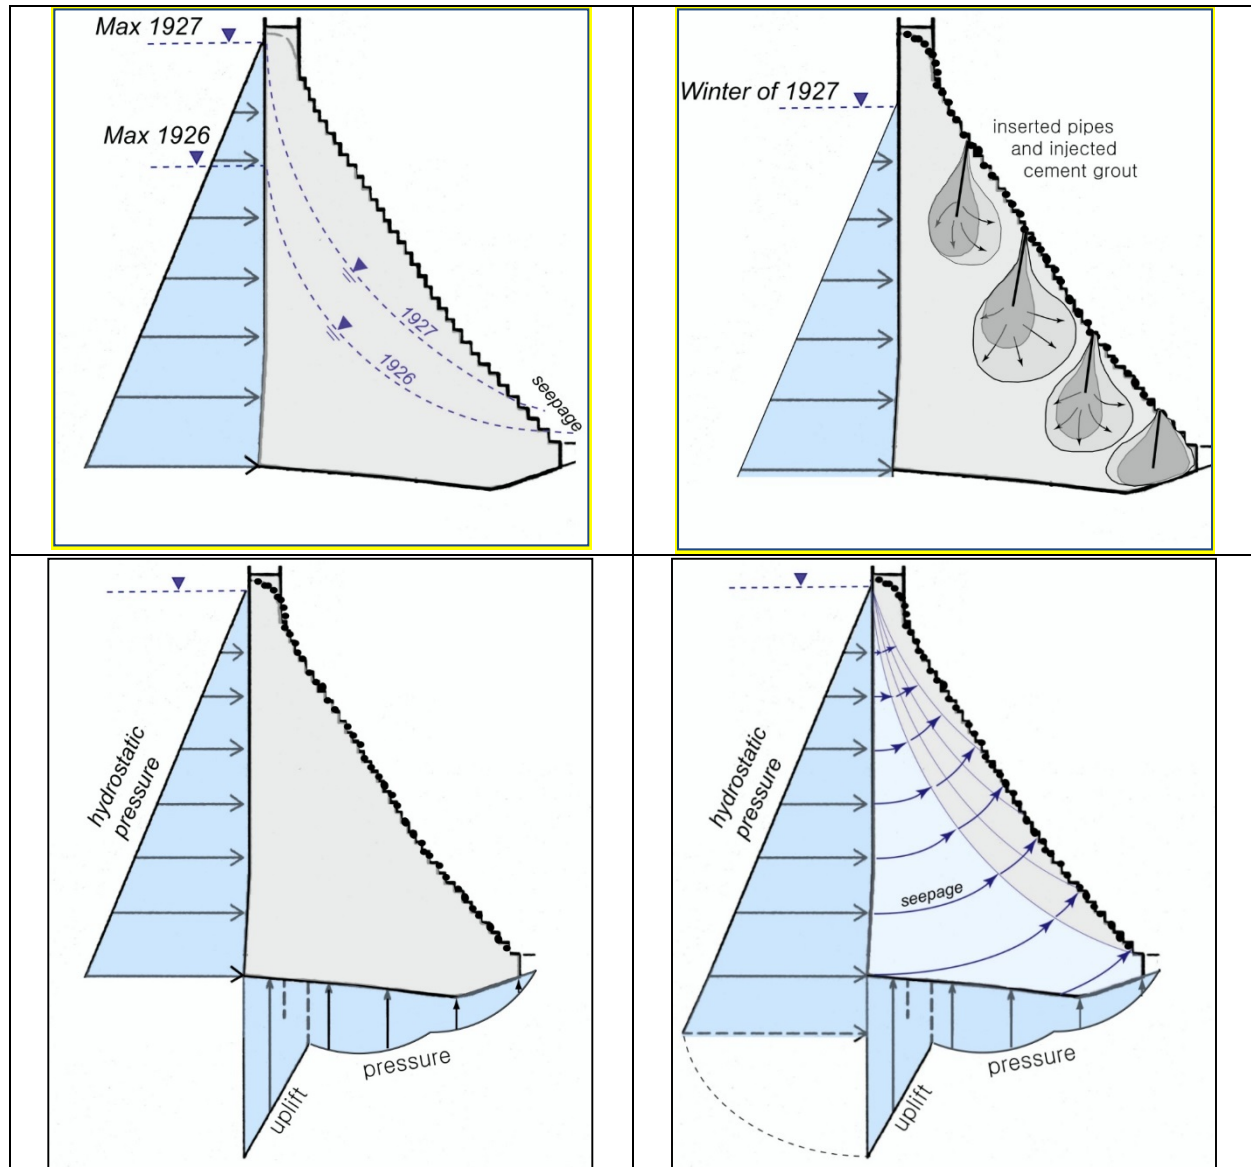 Max 1927
Max 1926
1927
1926
seepage
Winter of 1927
inserted pipes
and injected
cement grout
hydrostatic
pressure
uplift
pressure
hydrostatic
pressure
seepage
uplift
pressure